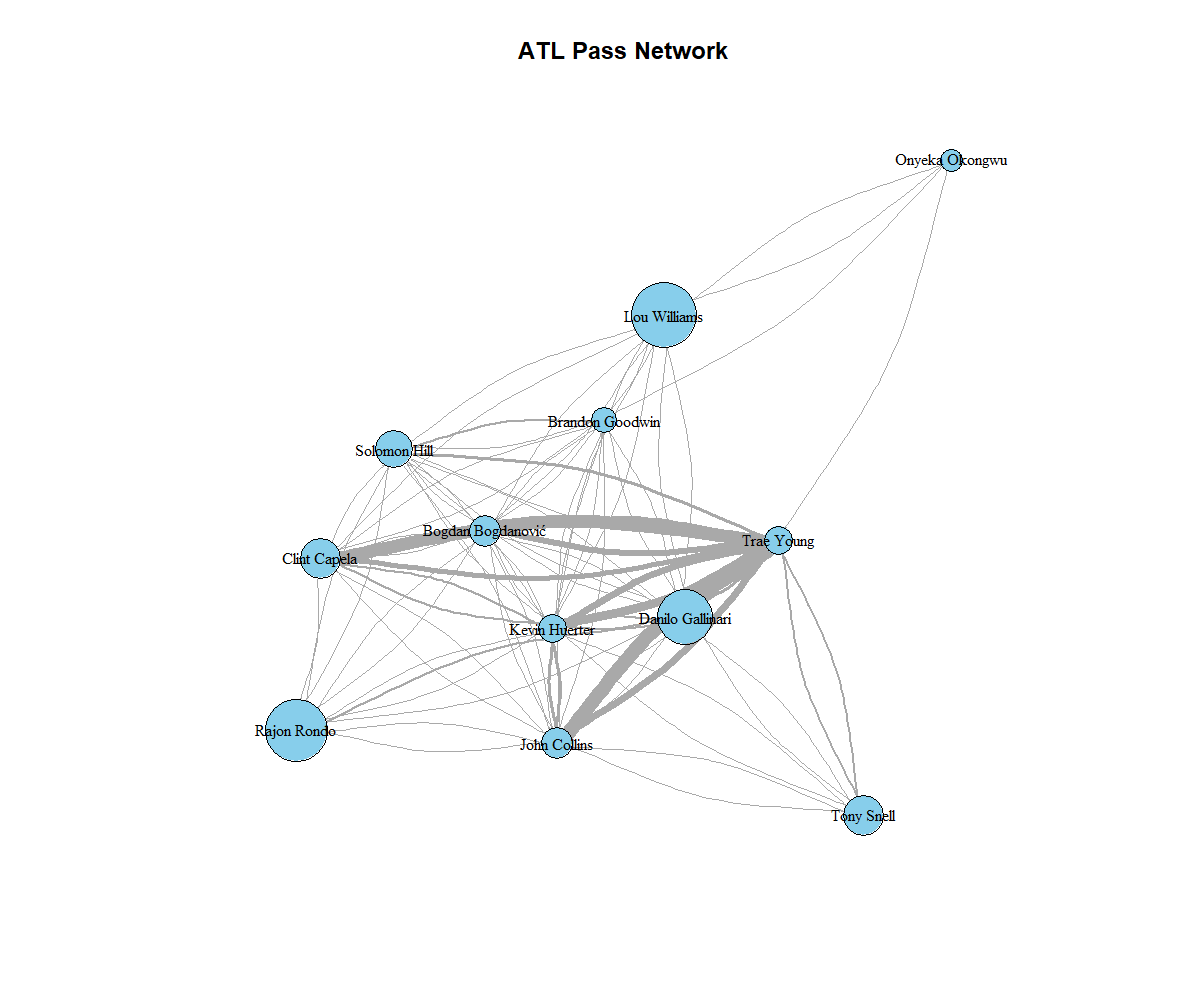 ATL Pass Network
Onyeka Okongwu
Lou Williams
Brandon Goodwin
Solomon Hill
Bogdan Bogdanović
Trae Young
Clint Capela
Danilo Gallinari
Kevin Huerter
Rajon Rondo
John Collins
Tony Snell